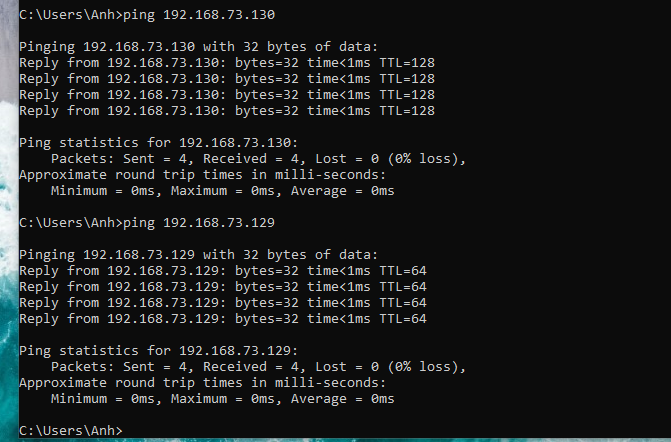 C:\Users\Anh>ping 192.168.73.130
Pinging 192.168.73.130 with 32 bytes of data:
Reply from 192.168.73.130: bytes=32 time<1ms TTL=128
Reply from 192.168.73.130: bytes=32 time<1ms TTL=128
Reply from 192.168.73.130: bytes=32 time<1ms TTL=128
Reply from 192.168.73.130: bytes=32 time<1ms TTL=128
Ping statistics for 192.168.73.130:
    Packets: Sent = 4, Received = 4, Lost = 0 (0% loss),
Approximate round trip times in milli-seconds:
    Minimum = 0ms, Maximum = 0ms, Average = 0ms
C:\Users\Anh>ping 192.168.73.129
Pinging 192.168.73.129 with 32 bytes of data:
Reply from 192.168.73.129: bytes=32 time<1ms TTL=64
Reply from 192.168.73.129: bytes=32 time<1ms TTL=64
Reply from 192.168.73.129: bytes=32 time<1ms TTL=64
Reply from 192.168.73.129: bytes=32 time<1ms TTL=64
Ping statistics for 192.168.73.129:
    Packets: Sent = 4, Received = 4, Lost = 0 (0% loss),
Approximate round trip times in milli-seconds:
    Minimum = 0ms, Maximum = 0ms, Average = 0ms
C:\Users\Anh>